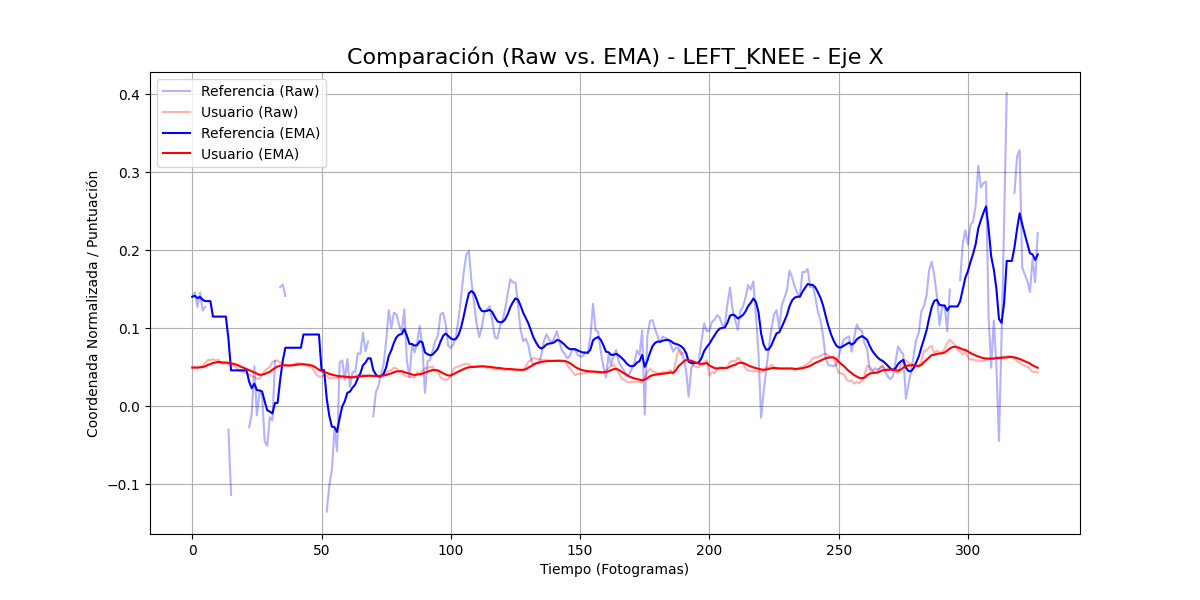 Comparación (Raw vs. EMA) - LEFT_KNEE - Eje X
Referencia (Raw)
Usuario (Raw)
Referencia (EMA)
Usuario (EMA)
Coordenada Normalizada / Puntuación
0.4
0.3
0.2
0.1
0.0
−0.1
0 50 100 150 200 250 300
Tiempo (Fotogramas)